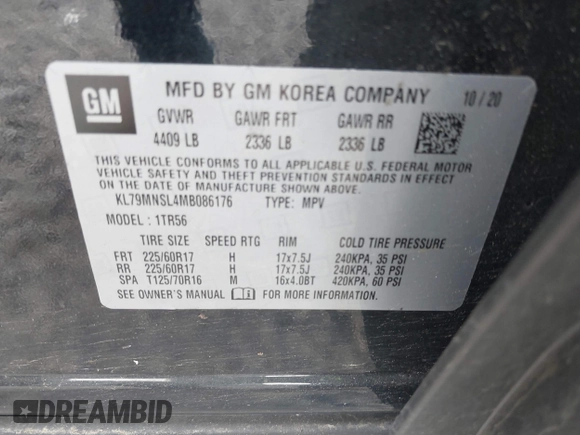 GM
MFD BY GM KOREA COMPANY 10/20
GVWR GAWR FRT GAWR RR
4409 LB 2336 LB 2336 LB
THIS VEHICLE CONFORMS TO ALL APPLICABLE U.S. FEDERAL MOTOR
VEHICLE SAFETY AND THEFT PREVENTION STANDARDS IN EFFECT
ON THE DATE OF MANUFACTURE SHOWN ABOVE.
KL79MNSL4MB086176 TYPE: MPV
MODEL: 1TR56
TIRE SIZE SPEED RTG RIM COLD TIRE PRESSURE
FRT 225/60R17 H 17x7.5J 240KPA, 35 PSI
RR 225/60R17 H 17x7.5J 240KPA, 35 PSI
SPA T125/70R16 M 16x4.0BT 420KPA, 60 PSI
SEE OWNER'S MANUAL FOR MORE INFORMATION
DREAMBID